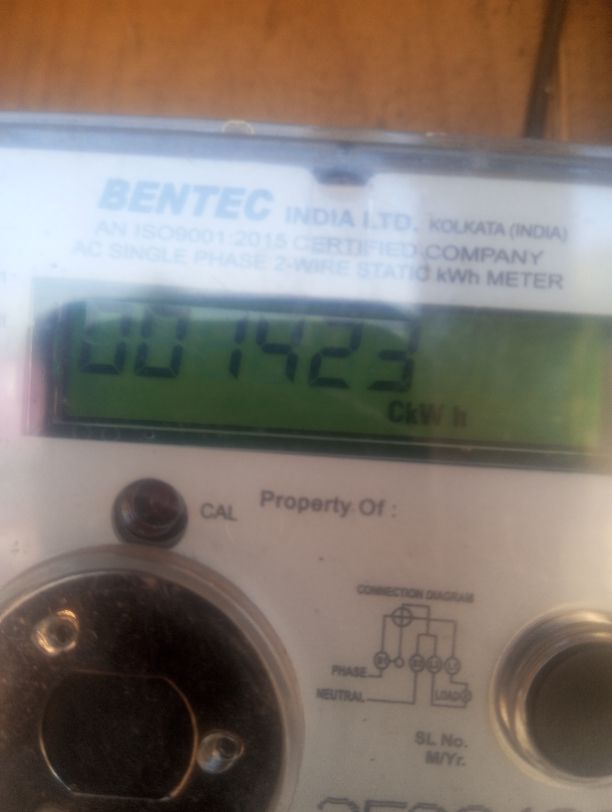 BENTEC INDIA LTD. KOLKATA (INDIA)
AN ISO9001:2015 CERTIFIED COMPANY
AC SINGLE PHASE 2-WIRE STATIC kWh METER
001423
CkW h
CAL
Property Of :
CONNECTION DIAGRAM
PHASE
NEUTRAL
LOAD
SL. No.
M/Yr.